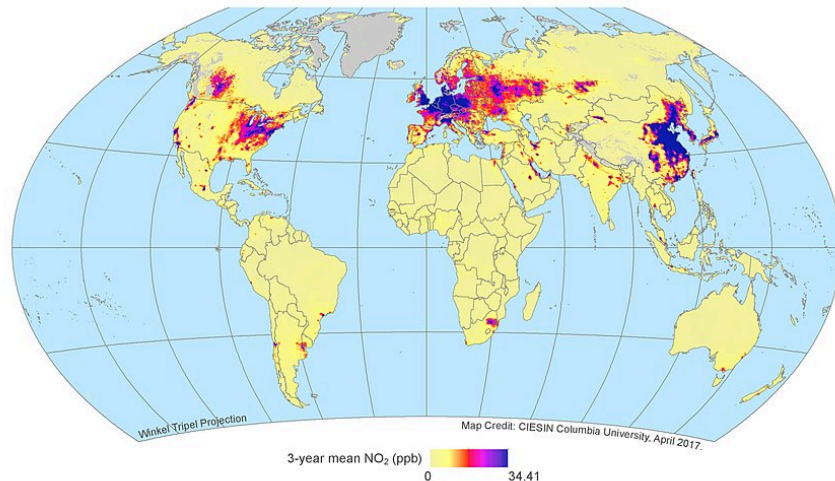 Winkel Tripel Projection
Map Credit: CIESIN Columbia University, April 2017.
3-year mean NO₂ (ppb)
0 34.41